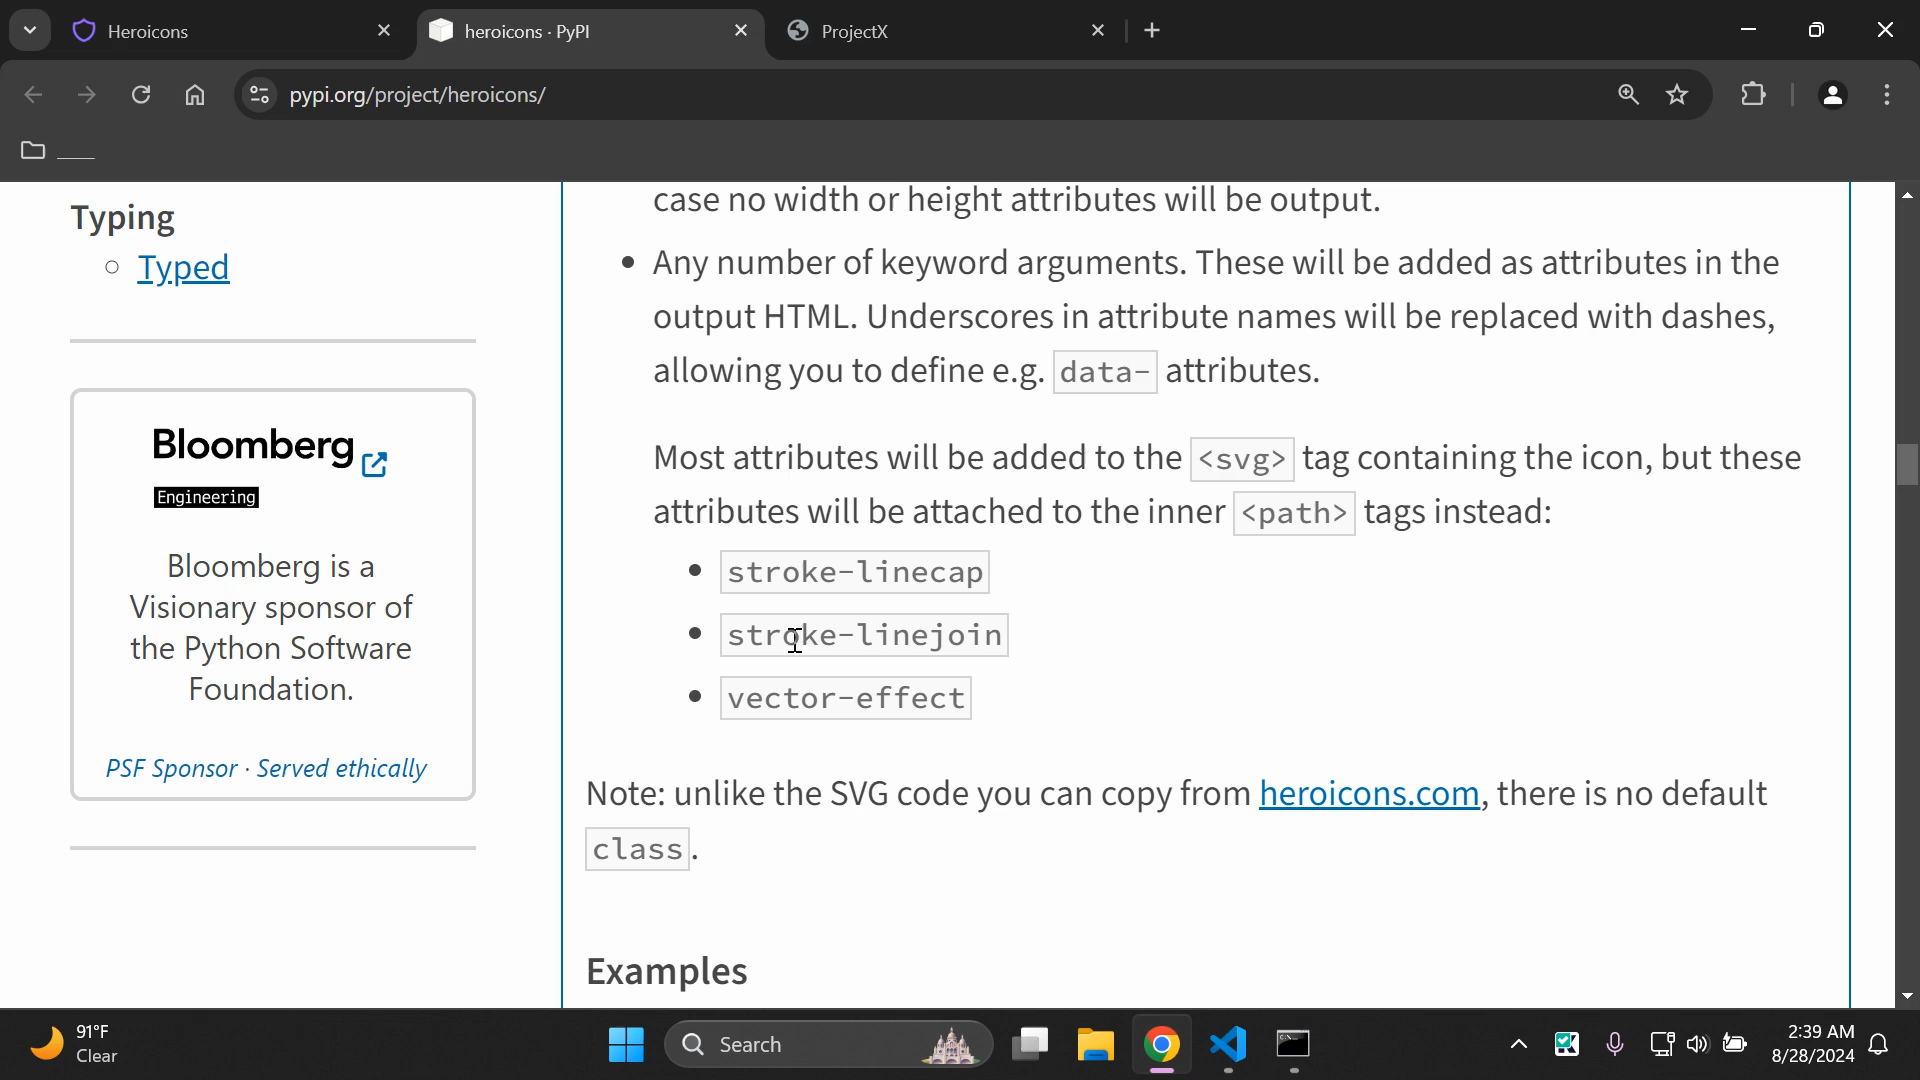 Heroicons
heroicons · PyPI
ProjectX
pypi.org/project/heroicons/
Typing
Typed
Bloomberg
Engineering
Bloomberg is a
Visionary sponsor of
the Python Software
Foundation.
PSF Sponsor · Served ethically
case no width or height attributes will be output.
Any number of keyword arguments. These will be added as attributes in the
output HTML. Underscores in attribute names will be replaced with dashes,
allowing you to define e.g. data- attributes.
Most attributes will be added to the <svg> tag containing the icon, but these
attributes will be attached to the inner <path> tags instead:
stroke-linecap
stroke-linejoin
vector-effect
Note: unlike the SVG code you can copy from heroicons.com, there is no default
class.
Examples
91°F
Clear
Search
2:39 AM
8/28/2024